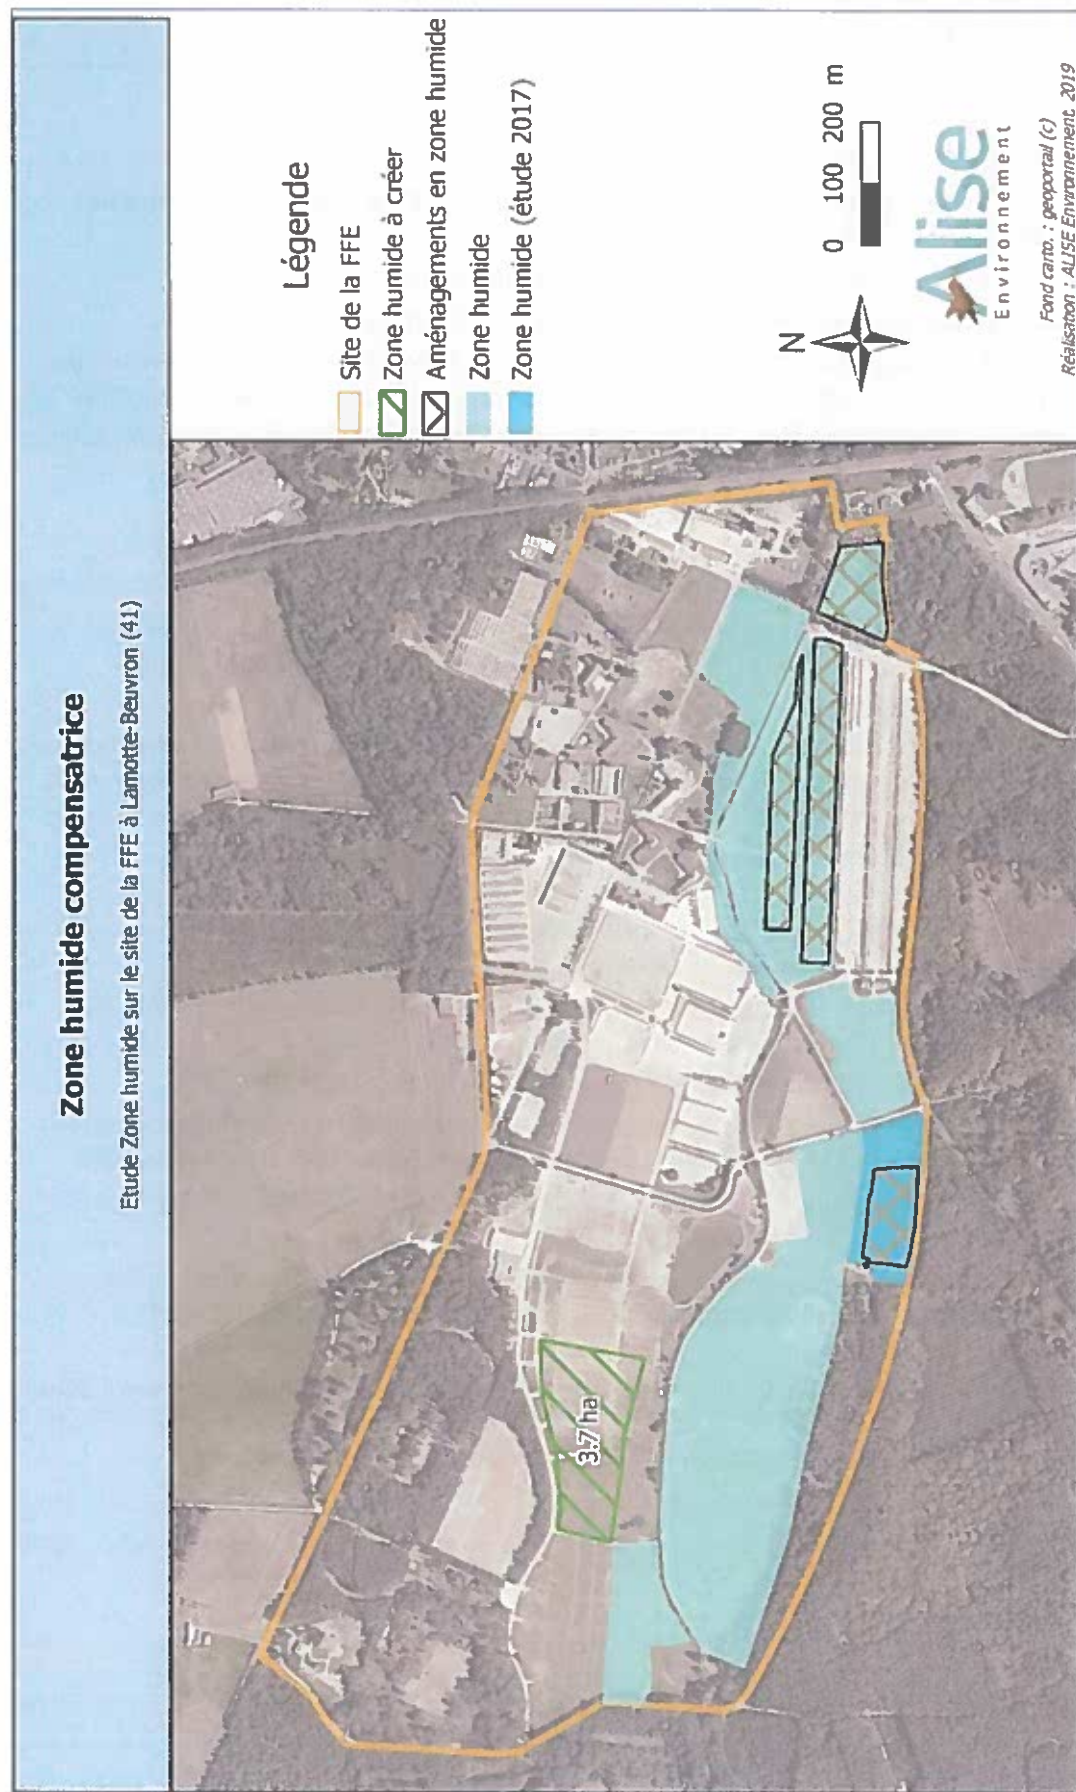 Zone humide compensatrice
Etude Zone humide sur le site de la FFE à Lamotte-Beuvron (41)
3.7 ha
Légende
Site de la FFE
Zone humide à créer
Aménagements en zone humide
Zone humide
Zone humide (étude 2017)
N
0 100 200 m
Alise
Environnement
Fond carto. : geoportail (c)
Réalisation : ALISE Environnement, 2019